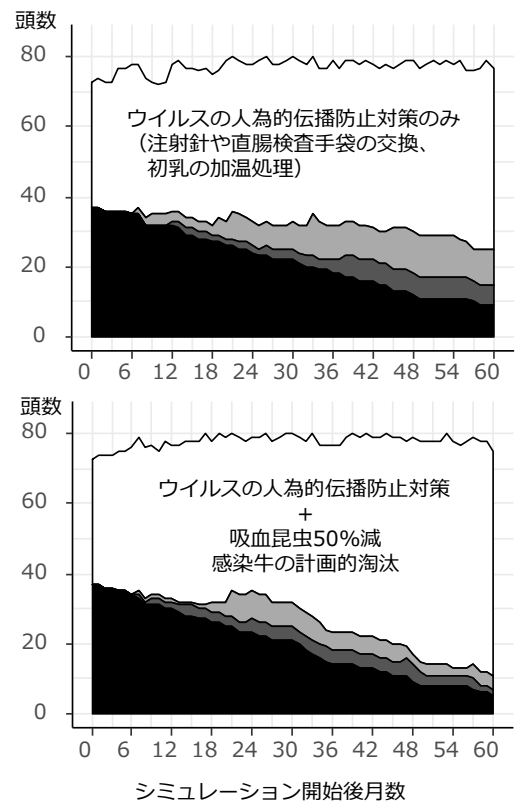 頭数
80
60
40
20
0
ウイルスの人為的伝播防止対策のみ
（注射針や直腸検査手袋の交換、
初乳の加温処理）
0 6 12 18 24 30 36 42 48 54 60
頭数
80
60
40
20
0
ウイルスの人為的伝播防止対策
+
吸血昆虫50%減
感染牛の計画的淘汰
0 6 12 18 24 30 36 42 48 54 60
シミュレーション開始後月数